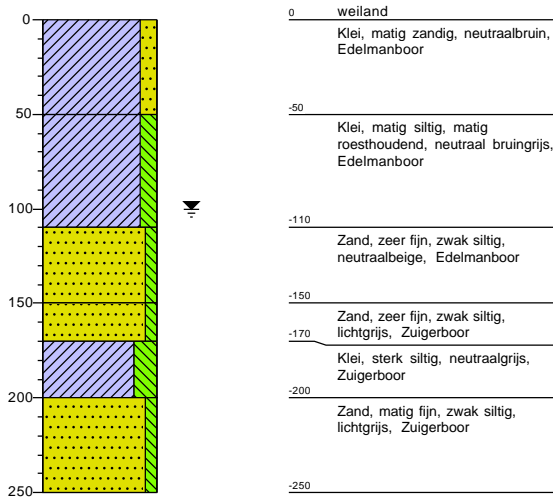 0
50
100
150
200
250
0 weiland
Klei, matig zandig, neutraalbruin,
Edelmanboor
-50
Klei, matig siltig, matig
roesthoudend, neutraal bruingrijs,
Edelmanboor
-110
Zand, zeer fijn, zwak siltig,
neutraalbeige, Edelmanboor
-150
Zand, zeer fijn, zwak siltig,
lichtgrijs, Zuigerboor
-170
Klei, sterk siltig, neutraalgrijs,
Zuigerboor
-200
Zand, matig fijn, zwak siltig,
lichtgrijs, Zuigerboor
-250